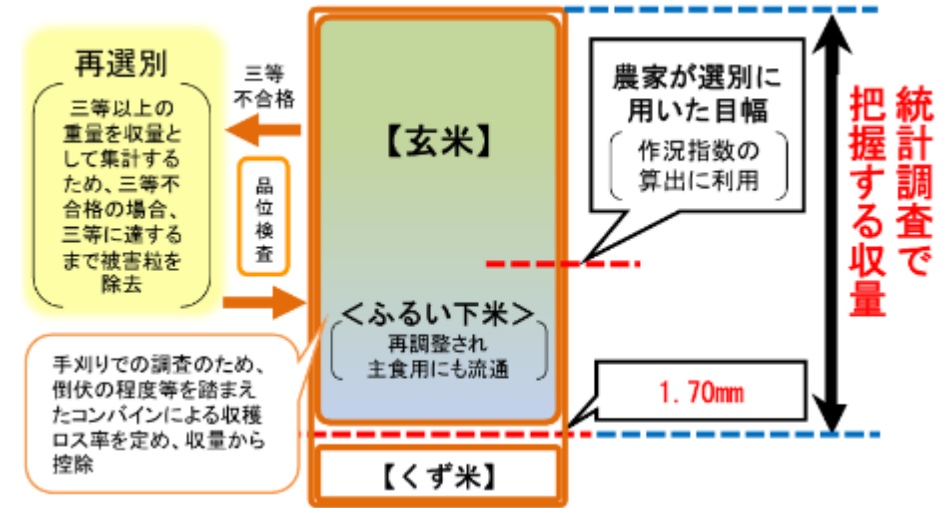 再選別
三等以上の
重量を収量と
して集計する
ため、三等不
合格の場合、
三等に達する
まで被害粒を
除去
三等
不合格
品
位
検
査
【玄米】
農家が選別に
用いた目幅
作況指数の
算出に利用
統計調査で
把握する収量
＜ふるい下米＞
再調整され
主食用にも流通
手刈りでの調査のため、
倒伏の程度等を踏まえ
たコンバインによる収穫
ロス率を定め、収量から
控除
1.70mm
【くず米】